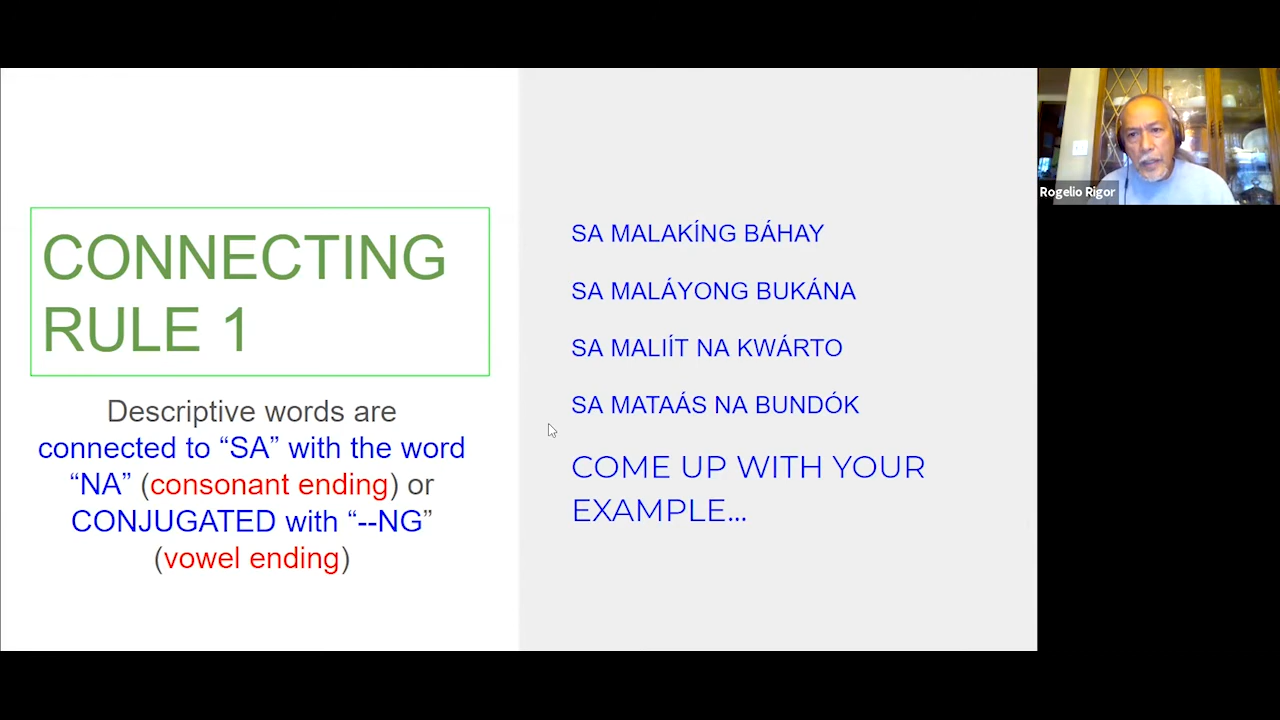 CONNECTING
RULE 1
Descriptive words are
connected to “SA” with the word
“NA” (consonant ending) or
CONJUGATED with “--NG”
(vowel ending)
SA MALAKÍNG BÁHAY
SA MALÁYONG BUKÁNA
SA MALIÍT NA KWÁRTO
SA MATAÁS NA BUNDÓK
COME UP WITH YOUR
EXAMPLE...
Rogelio Rigor